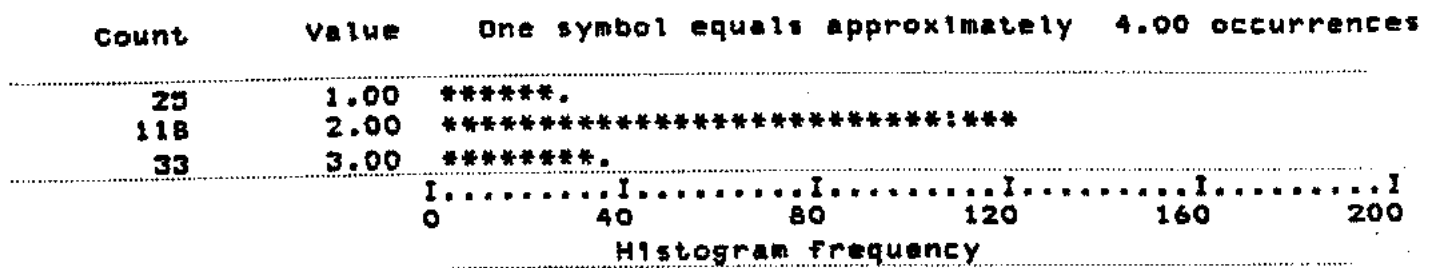 Count Value One symbol equals approximately 4.00 occurrences
25 1.00 ******.
118 2.00 **************************:***
33 3.00 ********.
I.........I.........I.........I.........I.........I
0 40 80 120 160 200
Histogram frequency